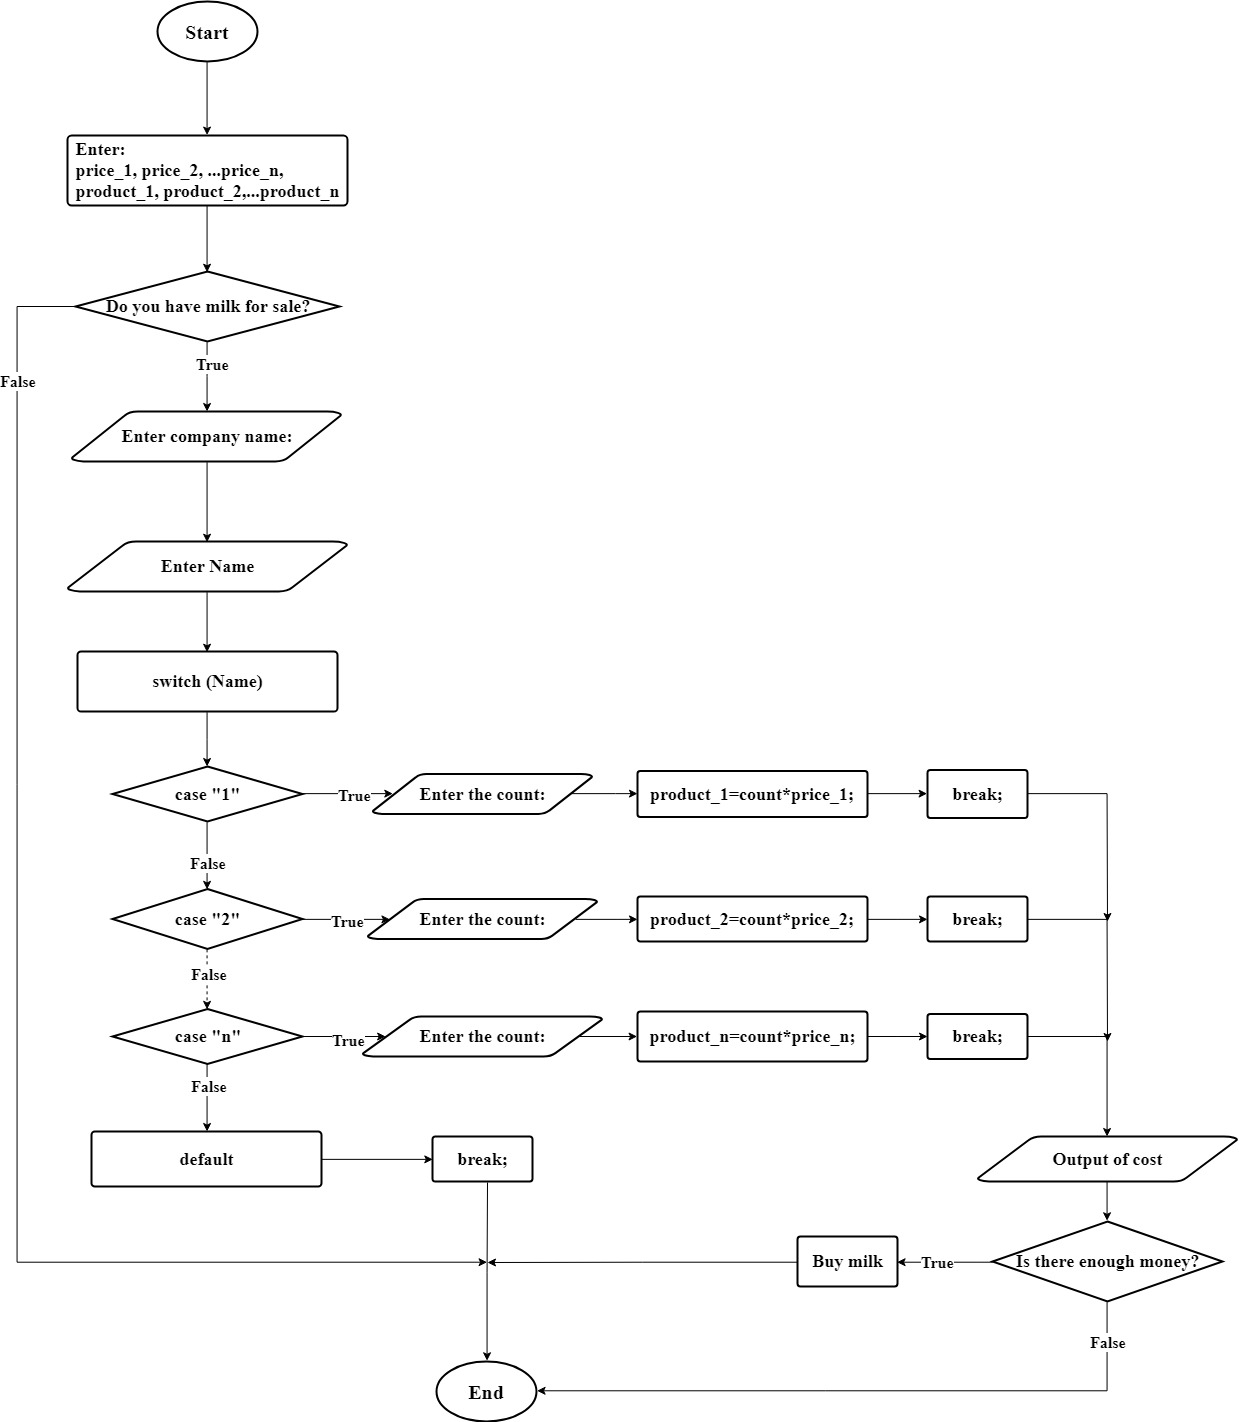 Start
Enter:
price_1, price_2, ...price_n,
product_1, product_2,...product_n
Do you have milk for sale?
True
False
Enter company name:
Enter Name
switch (Name)
case "1"
True
Enter the count:
product_1=count*price_1;
break;
False
case "2"
True
Enter the count:
product_2=count*price_2;
break;
False
case "n"
True
Enter the count:
product_n=count*price_n;
break;
False
default
break;
Output of cost
Is there enough money?
True
Buy milk
False
End